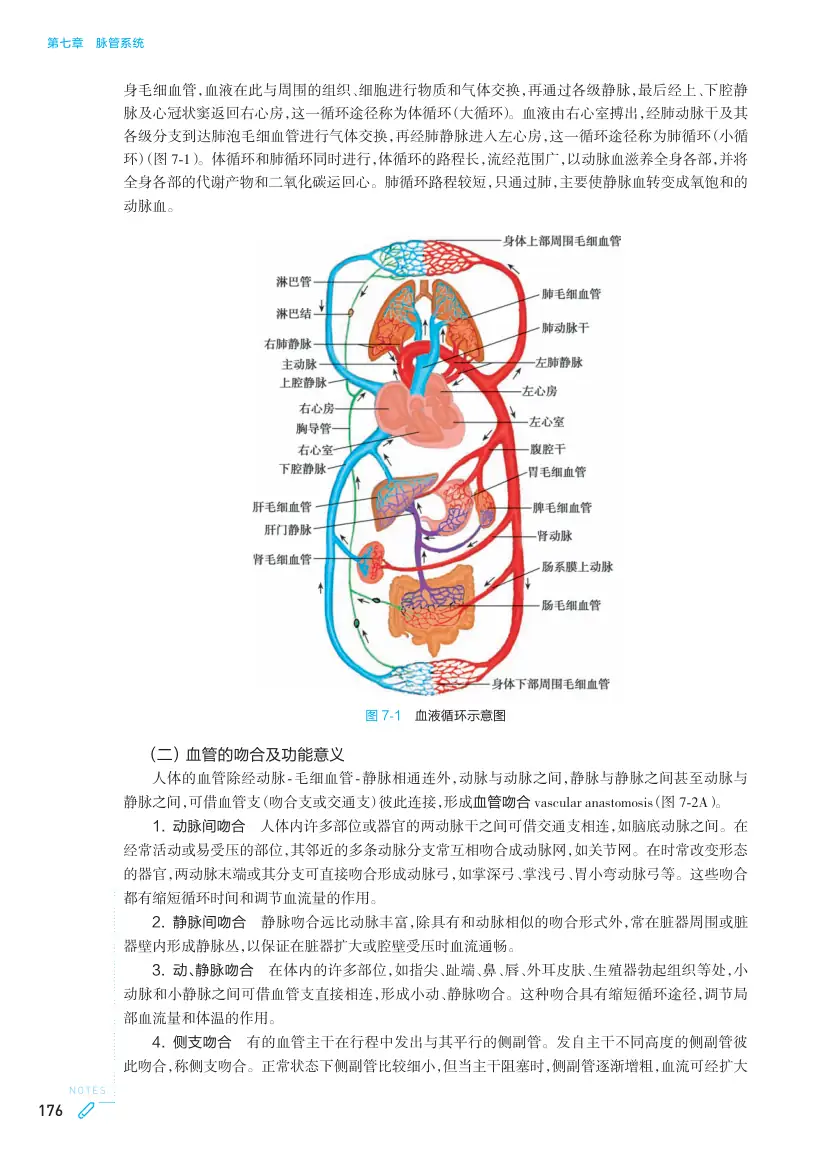 第七章 脉管系统
身毛细血管,血液在此与周围的组织、细胞进行物质和气体交换,再通过各级静脉,最后经上、下腔静
脉及心冠状窦返回右心房,这一循环途径称为体循环(大循环)。血液由右心室搏出,经肺动脉干及其
各级分支到达肺泡毛细血管进行气体交换,再经肺静脉进入左心房,这一循环途径称为肺循环(小循
环)(图 7-1)。体循环和肺循环同时进行,体循环的路程长,流经范围广,以动脉血滋养全身各部,并将
全身各部的代谢产物和二氧化碳运回心。肺循环路程较短,只通过肺,主要使静脉血转变成氧饱和的
动脉血。
身体上部周围毛细血管
淋巴管
肺毛细血管
淋巴结
肺动脉干
右肺静脉
主动脉
左肺静脉
上腔静脉
左心房
右心房
左心室
胸导管
右心室
腹腔干
下腔静脉
胃毛细血管
肝毛细血管
脾毛细血管
肝门静脉
肾动脉
肾毛细血管
肠系膜上动脉
肠毛细血管
身体下部周围毛细血管
图 7-1 血液循环示意图
(二)血管的吻合及功能意义
人体的血管除经动脉-毛细血管-静脉相通连外,动脉与动脉之间,静脉与静脉之间甚至动脉与
静脉之间,可借血管支(吻合支或交通支)彼此连接,形成血管吻合 vascular anastomosis(图 7-2A)。
1. 动脉间吻合 人体内许多部位或器官的两动脉干之间可借交通支相连,如脑底动脉之间。在
经常活动或易受压的部位,其邻近的多条动脉分支常互相吻合成动脉网,如关节网。在时常改变形态
的器官,两动脉末端或其分支可直接吻合形成动脉弓,如掌深弓、掌浅弓、胃小弯动脉弓等。这些吻合
都有缩短循环时间和调节血流量的作用。
2. 静脉间吻合 静脉吻合远比动脉丰富,除具有和动脉相似的吻合形式外,常在脏器周围或脏
器壁内形成静脉丛,以保证在脏器扩大或腔壁受压时血流通畅。
3. 动、静脉吻合 在体内的许多部位,如指尖、趾端、鼻、唇、外耳皮肤、生殖器勃起组织等处,小
动脉和小静脉之间可借血管支直接相连,形成小动、静脉吻合。这种吻合具有缩短循环途径,调节局
部血流量和体温的作用。
4. 侧支吻合 有的血管主干在行程中发出与其平行的侧副管。发自主干不同高度的侧副管彼
此吻合,称侧支吻合。正常状态下侧副管比较细小,但当主干阻塞时,侧副管逐渐增粗,血流可经扩大
NOTES
176